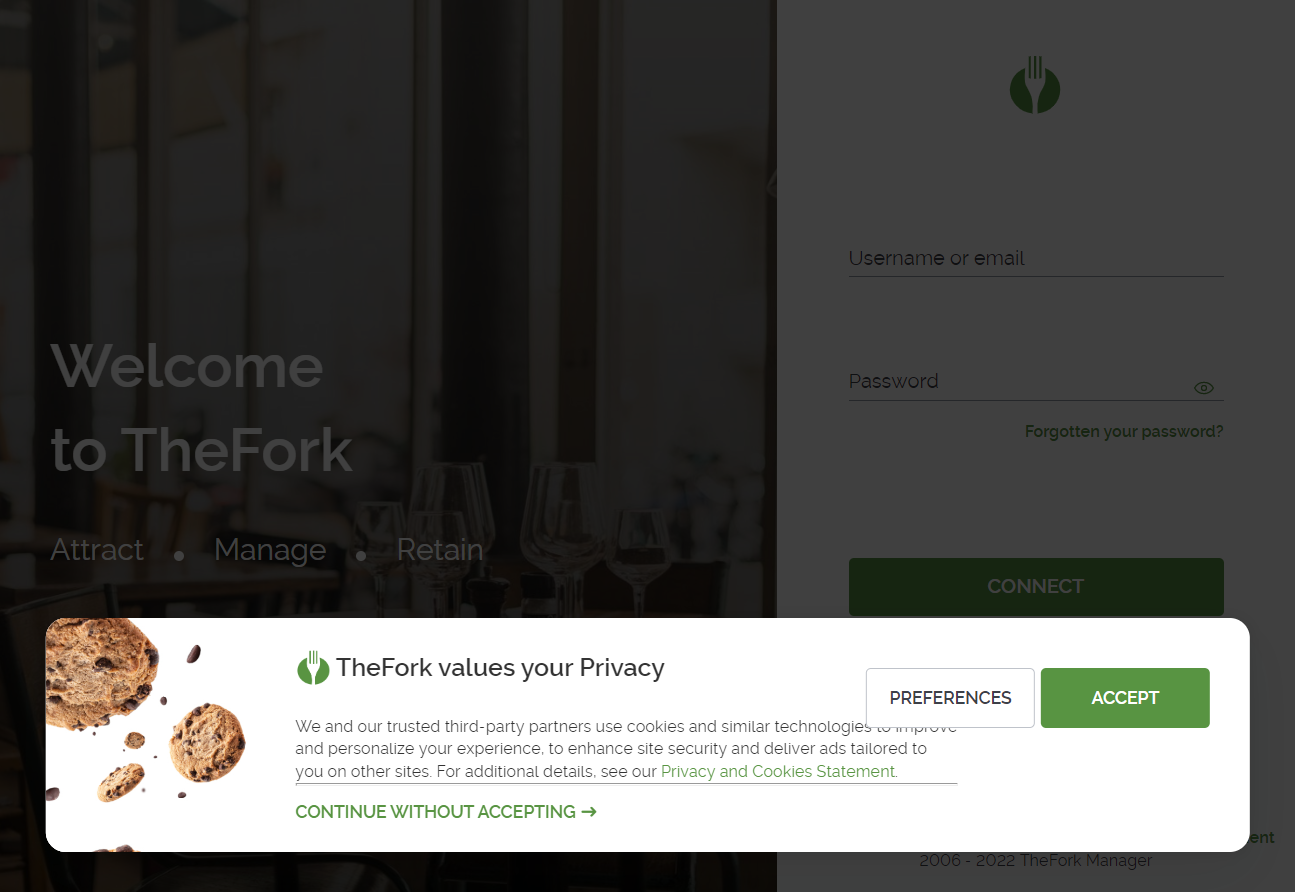 Welcome
to TheFork
Attract • Manage • Retain
Username or email
Password
Forgotten your password?
CONNECT
TheFork values your Privacy
We and our trusted third-party partners use cookies and similar technologies to improve
and personalize your experience, to enhance site security and deliver ads tailored to
you on other sites. For additional details, see our Privacy and Cookies Statement.
CONTINUE WITHOUT ACCEPTING →
PREFERENCES
ACCEPT
2006 - 2022 TheFork Manager